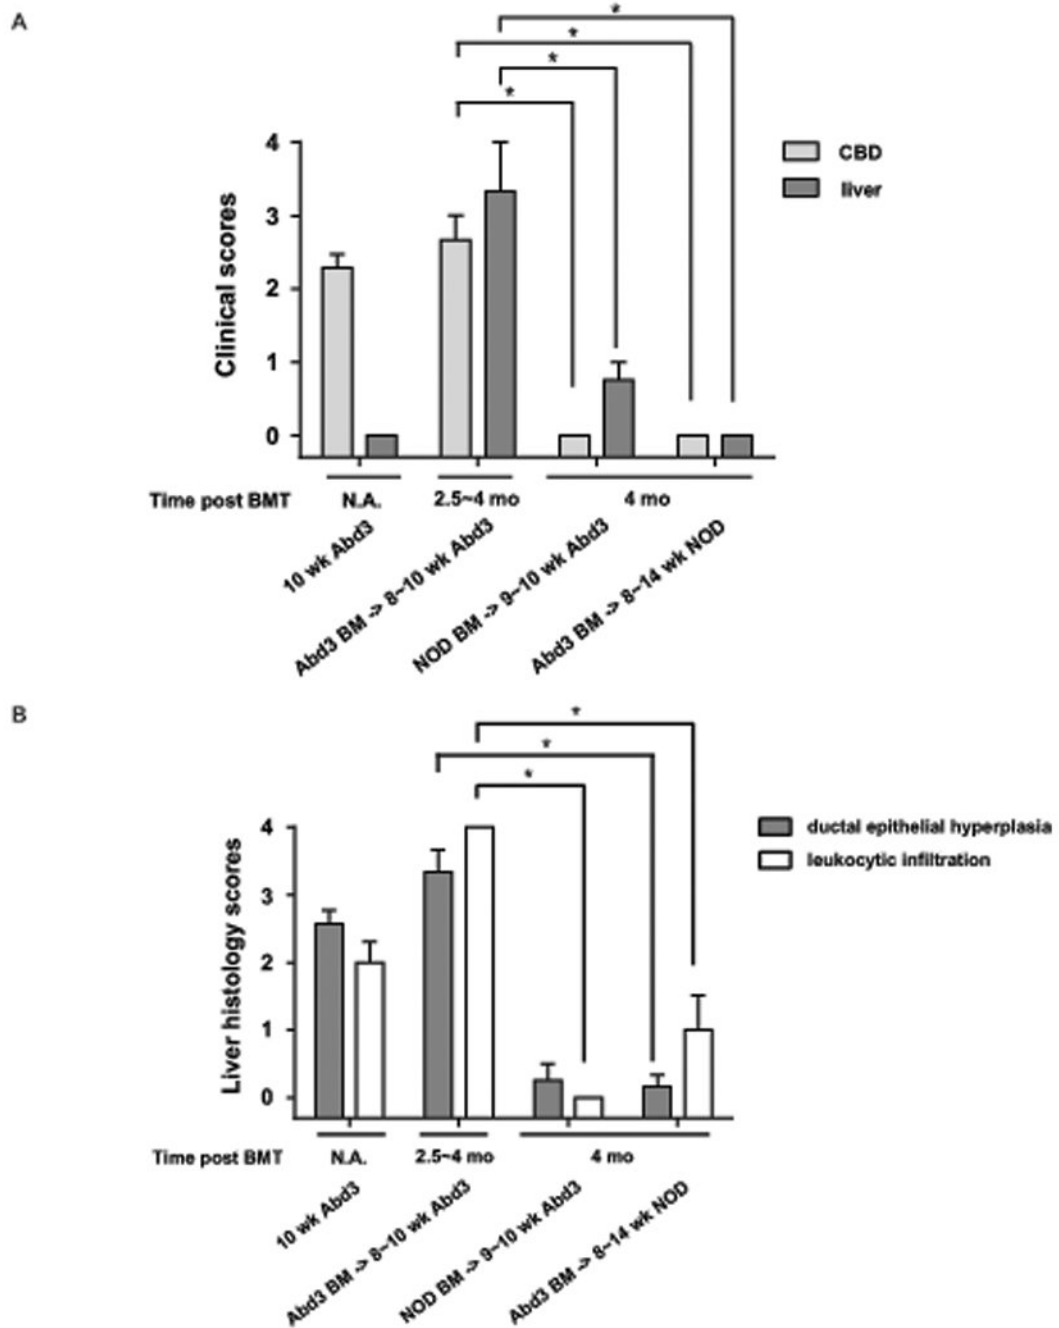 A
*
*
*
*
4
3
2
1
0
Clinical scores
CBD
liver
Time post BMT N.A. 2.5~4 mo 4 mo
10 wk Abd3
Abd3 BM -> 8~10 wk Abd3
NOD BM -> 9~10 wk Abd3
Abd3 BM -> 8~14 wk NOD
B
*
*
*
4
3
2
1
0
Liver histology scores
ductal epithelial hyperplasia
leukocytic infiltration
Time post BMT N.A. 2.5~4 mo 4 mo
10 wk Abd3
Abd3 BM -> 8~10 wk Abd3
NOD BM -> 9~10 wk Abd3
Abd3 BM -> 8~14 wk NOD